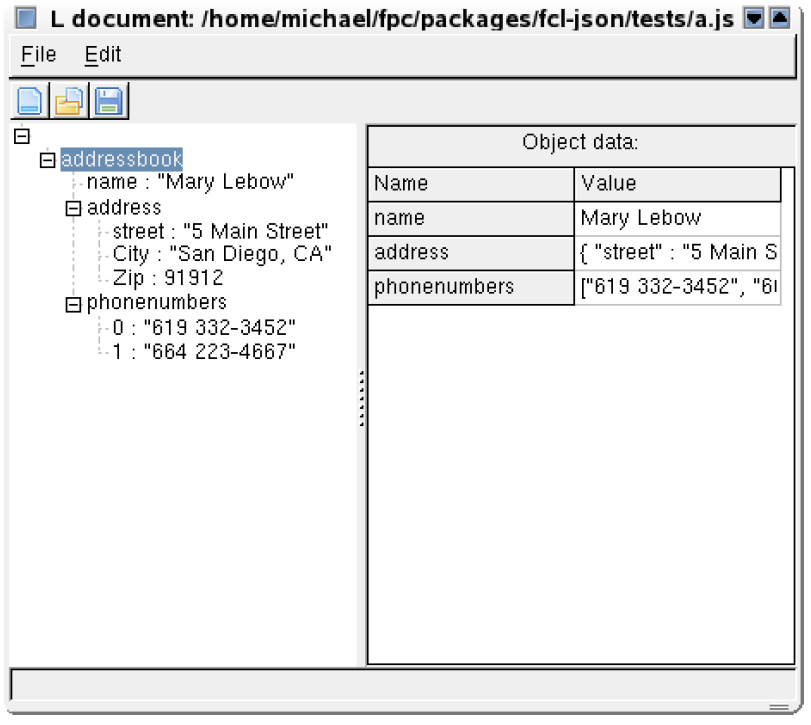 L document: /home/michael/fpc/packages/fcl-json/tests/a.js
File Edit
addressbook
name : "Mary Lebow"
address
street : "5 Main Street"
City : "San Diego, CA"
Zip : 91912
phonenumbers
0 : "619 332-3452"
1 : "664 223-4667"
Object data:
Name Value
name Mary Lebow
address { "street" : "5 Main S
phonenumbers ["619 332-3452", "6